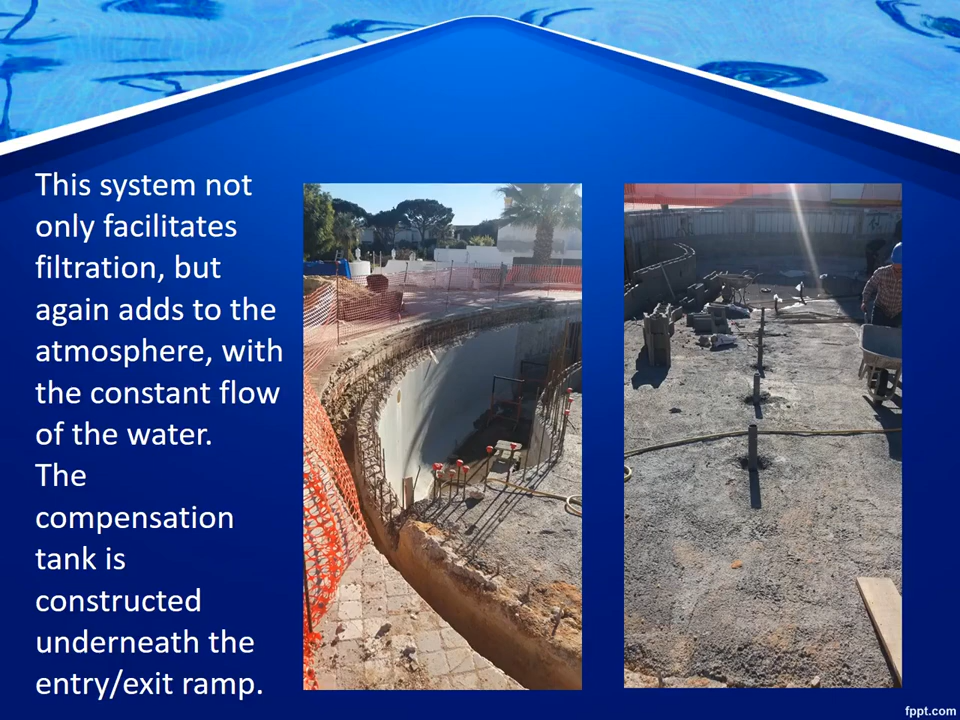 This system not
only facilitates
filtration, but
again adds to the
atmosphere, with
the constant flow
of the water.
The
compensation
tank is
constructed
underneath the
entry/exit ramp.
fppt.com